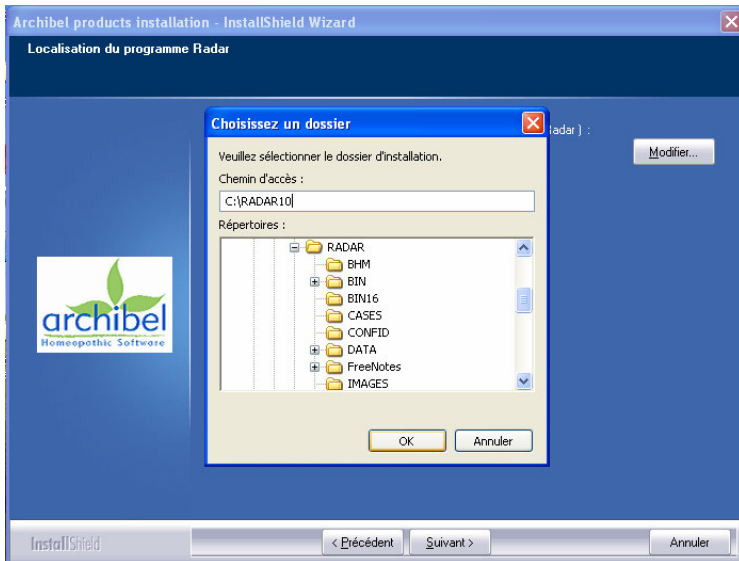 Archibel products installation - InstallShield Wizard
Localisation du programme Radar
Choisissez un dossier
Radar ) :
Modifier...
Veuillez sélectionner le dossier d'installation.
Chemin d'accès :
C:\RADAR10
Répertoires :
RADAR
BHM
BIN
BIN16
CASES
CONFID
DATA
FreeNotes
IMAGES
archibel
Homeopathic Software
OK
Annuler
InstallShield
< Précédent
Suivant >
Annuler